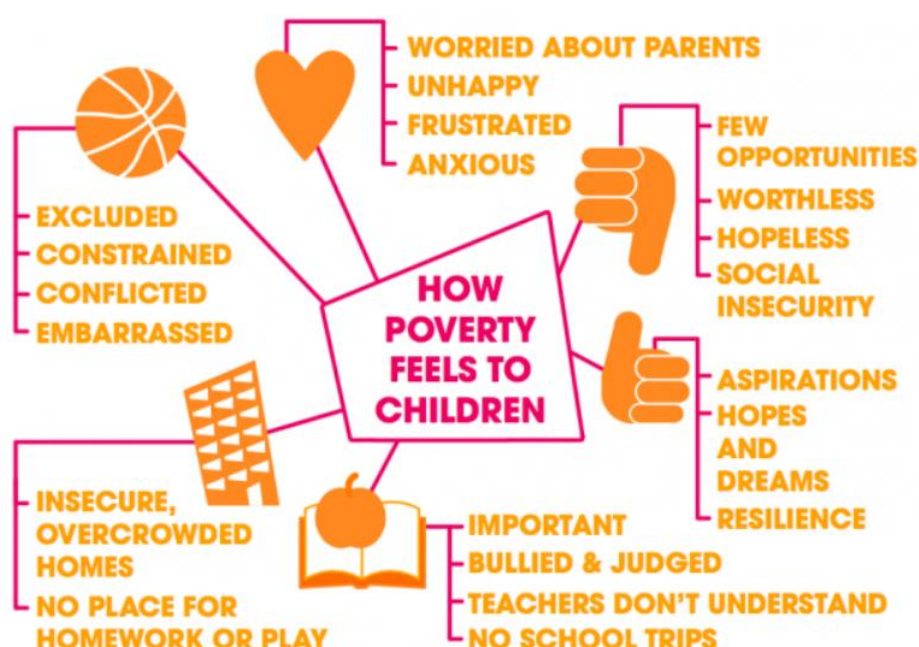 HOW
POVERTY
FEELS TO
CHILDREN
WORRIED ABOUT PARENTS
UNHAPPY
FRUSTRATED
ANXIOUS
FEW
OPPORTUNITIES
WORTHLESS
HOPELESS
SOCIAL
INSECURITY
ASPIRATIONS
HOPES
AND
DREAMS
RESILIENCE
IMPORTANT
BULLIED & JUDGED
TEACHERS DON'T UNDERSTAND
NO SCHOOL TRIPS
INSECURE,
OVERCROWDED
HOMES
NO PLACE FOR
HOMEWORK OR PLAY
EXCLUDED
CONSTRAINED
CONFLICTED
EMBARRASSED